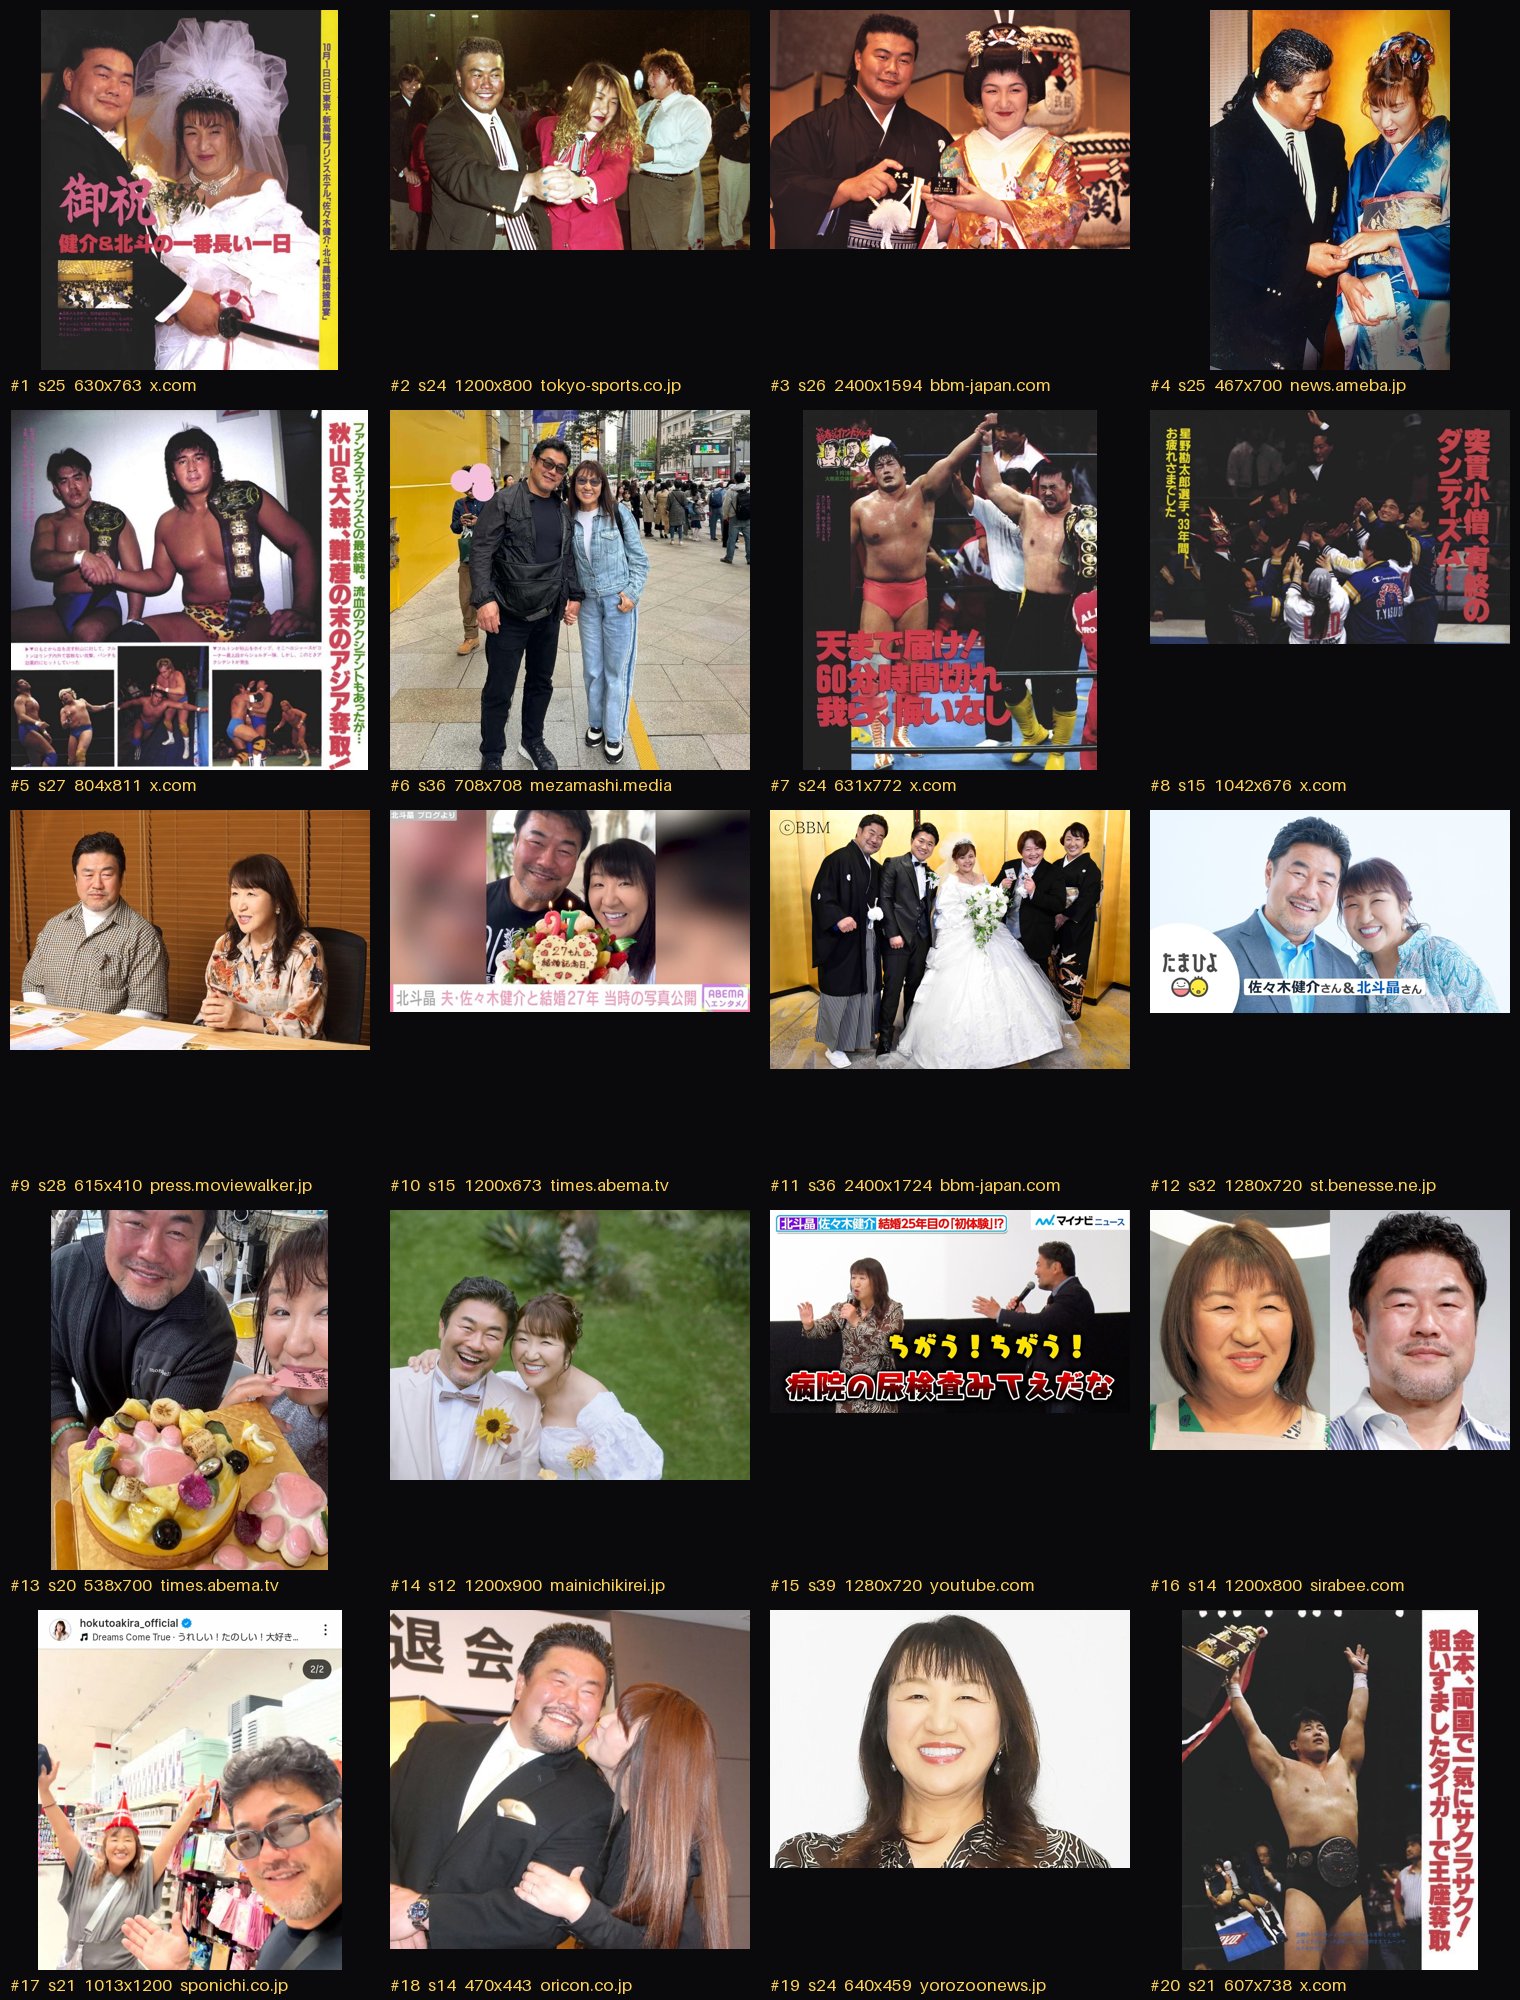 10月1日(日)東京・新高輪プリンスホテル「佐々木健介・北斗晶結婚披露宴」
御祝
健介&北斗の一番長い一日
#1 s25 630x763 x.com
#2 s24 1200x800 tokyo-sports.co.jp
#3 s26 2400x1594 bbm-japan.com
#4 s25 467x700 news.ameba.jp
ファンタスティックスとの最終戦。流血のアクシデントもあったが…
秋山&大森、難産の末のアジア奪取!
#5 s27 804x811 x.com
#6 s36 708x708 mezamashi.media
天まで届け!
60分時間切れ
我ら、悔いなし
#7 s24 631x772 x.com
突貫小僧、有終の
ダンディズム…
星野勘太郎選手、33年間、
お疲れさまでした
T.YASUDA
#8 s15 1042x676 x.com
#9 s28 615x410 press.moviewalker.jp
北斗晶 ブログより
27
27ねん
結婚記念日
北斗晶 夫・佐々木健介と結婚27年 当時の写真公開
ABEMA
エンタメ
#10 s15 1200x673 times.abema.tv
©BBM
#11 s36 2400x1724 bbm-japan.com
たまひよ
佐々木健介さん&北斗晶さん
#12 s32 1280x720 st.benesse.ne.jp
#13 s20 538x700 times.abema.tv
#14 s12 1200x900 mainichikirei.jp
北斗晶 佐々木健介 結婚25年目の「初体験」!?
マイナビニュース
ちがう!ちがう!
病院の尿検査みてえだな
#15 s39 1280x720 youtube.com
#16 s14 1200x800 sirabee.com
hokutoakira_official
Dreams Come True · うれしい!たのしい!大好き…
2/2
#17 s21 1013x1200 sponichi.co.jp
退会
#18 s14 470x443 oricon.co.jp
#19 s24 640x459 yorozoonews.jp
金本、両国で一気にサクラサク!
狙いすましたタイガーで王座奪取
#20 s21 607x738 x.com